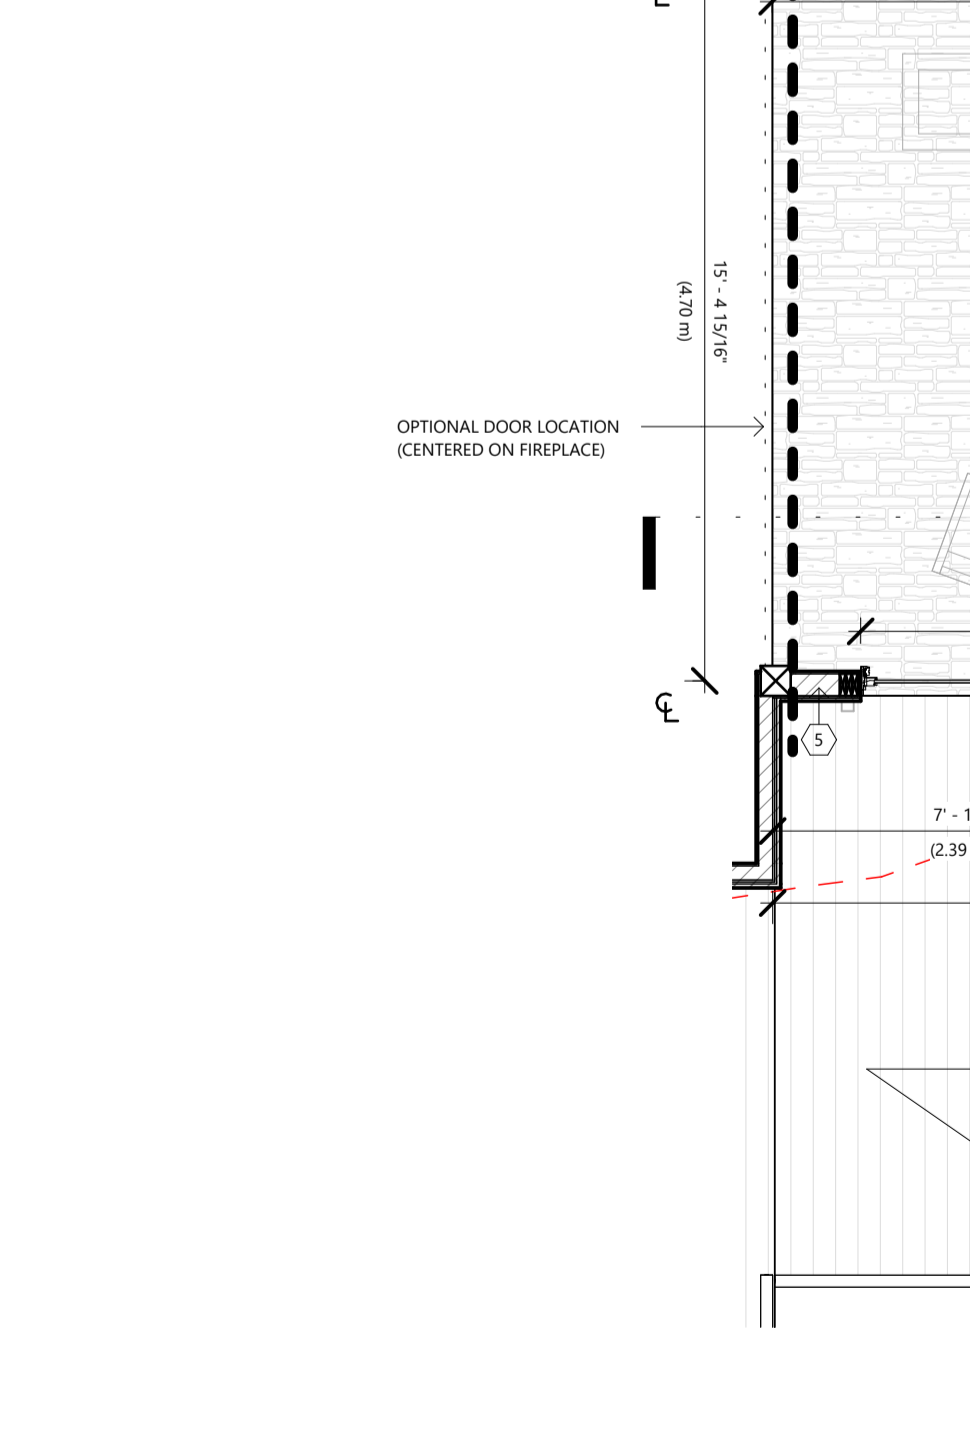 15' - 4 15/16"
(4.70 m)
OPTIONAL DOOR LOCATION
(CENTERED ON FIREPLACE)
℄
5
7' - 1
(2.39